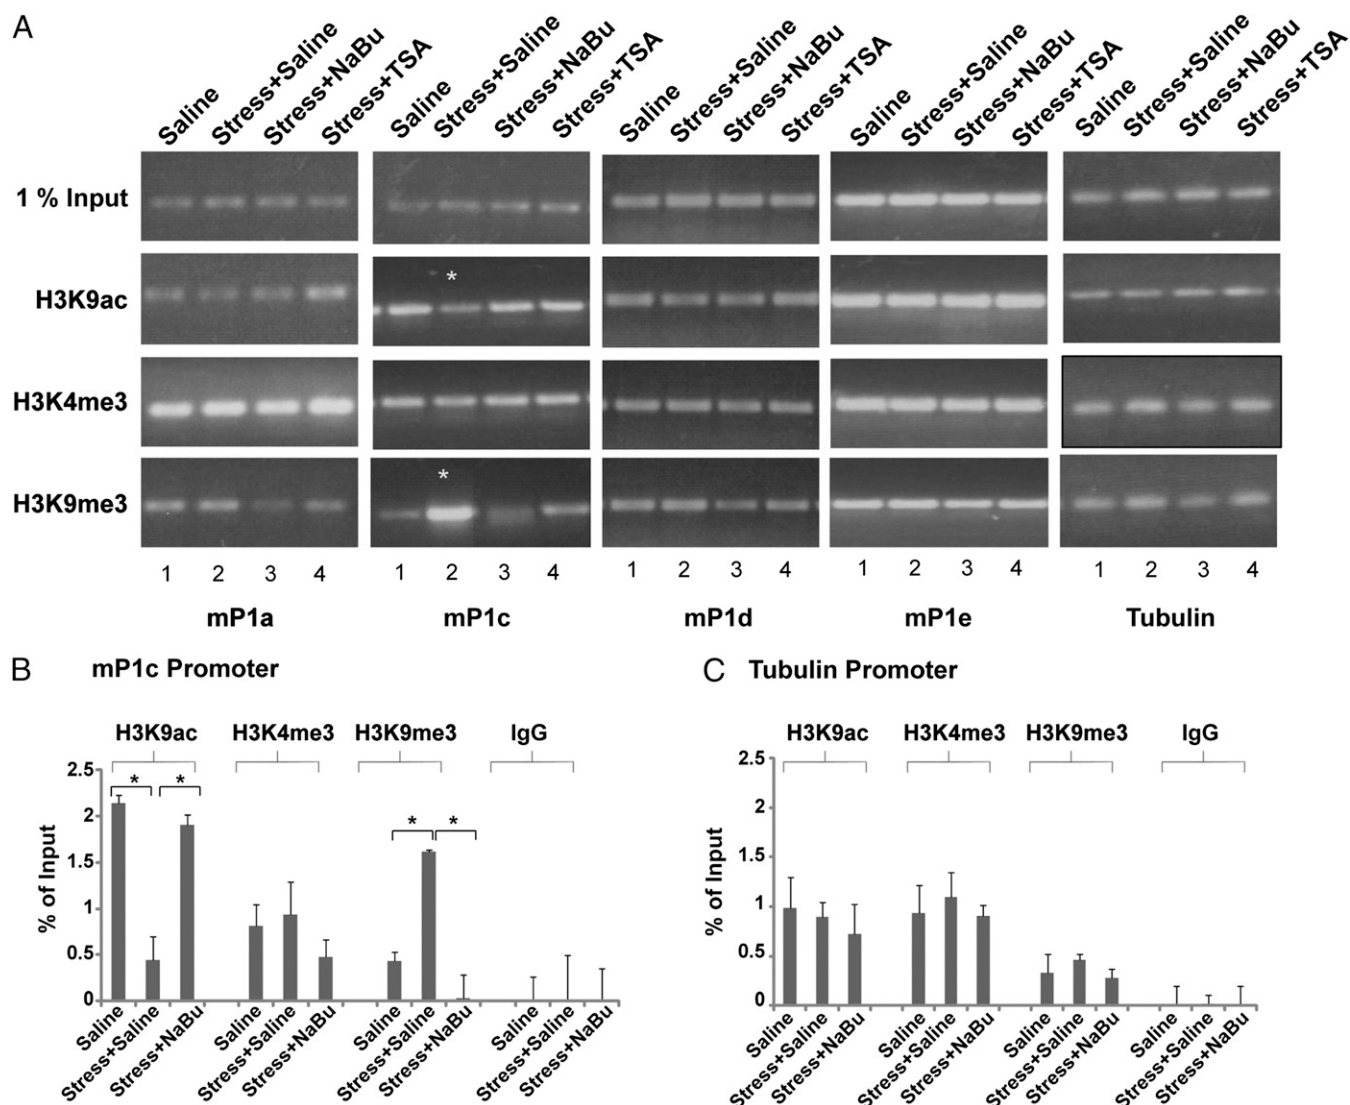 A
Saline Stress+Saline Stress+NaBu Stress+TSA Saline Stress+Saline Stress+NaBu Stress+TSA Saline Stress+Saline Stress+NaBu Stress+TSA Saline Stress+Saline Stress+NaBu Stress+TSA Saline Stress+Saline Stress+NaBu Stress+TSA
1 % Input
H3K9ac
*
H3K4me3
H3K9me3
*
1 2 3 4 1 2 3 4 1 2 3 4 1 2 3 4 1 2 3 4
mP1a mP1c mP1d mP1e Tubulin
B mP1c Promoter
H3K9ac H3K4me3 H3K9me3 IgG
2.5
2
1.5
1
0.5
0
% of Input
* *
* *
Saline Stress+Saline Stress+NaBu Saline Stress+Saline Stress+NaBu Saline Stress+Saline Stress+NaBu Saline Stress+Saline Stress+NaBu
C Tubulin Promoter
H3K9ac H3K4me3 H3K9me3 IgG
2.5
2
1.5
1
0.5
0
% of Input
Saline Stress+Saline Stress+NaBu Saline Stress+Saline Stress+NaBu Saline Stress+Saline Stress+NaBu Saline Stress+Saline Stress+NaBu